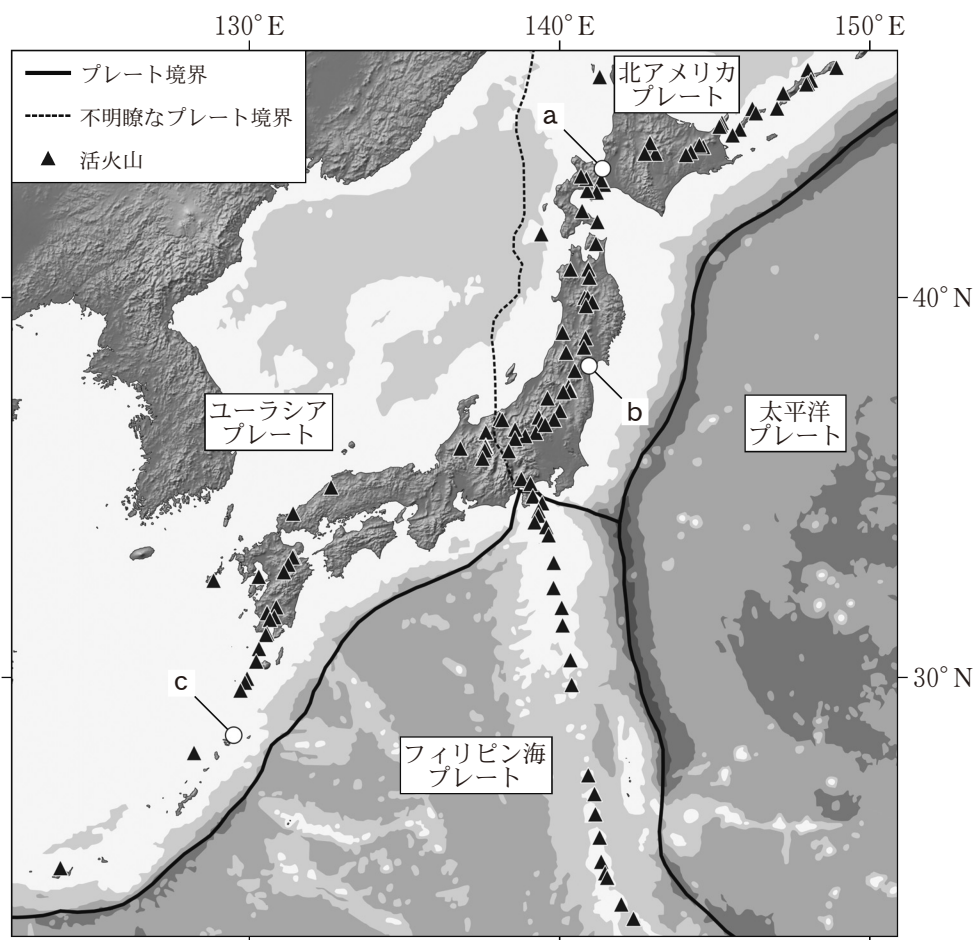 130°E
140°E
150°E
プレート境界
不明瞭なプレート境界
活火山
北アメリカ
プレート
a
40°N
ユーラシア
プレート
b
太平洋
プレート
c
30°N
フィリピン海
プレート